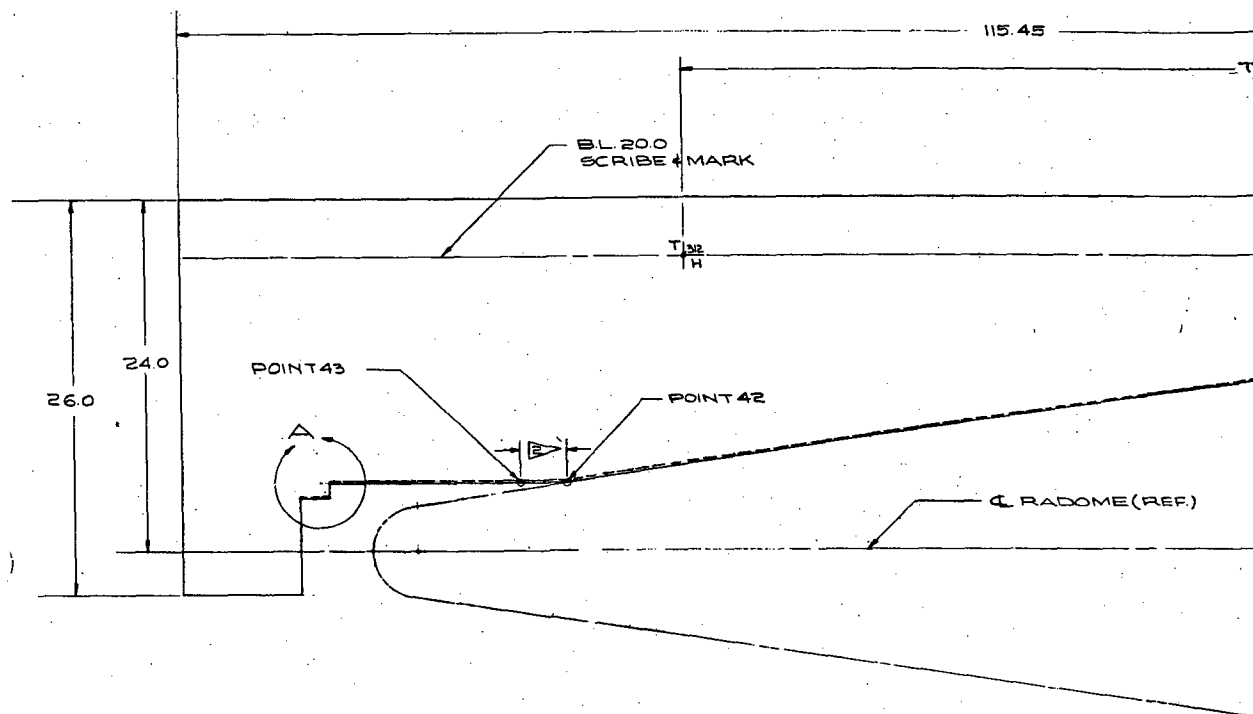 115.45
T
B.L. 20.0
SCRIBE & MARK
T 312
H
24.0
26.0
POINT 43
POINT 42
A
2
℄ RADOME (REF.)